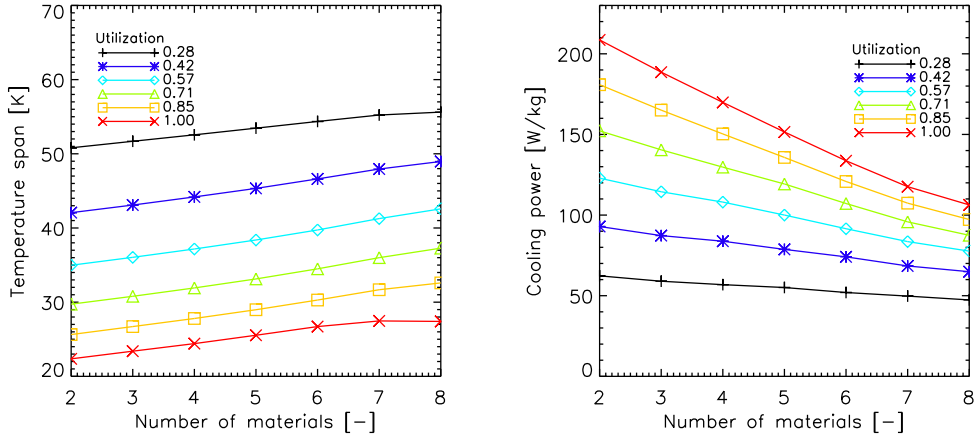 Temperature span [K]
70
60
50
40
30
20
Utilization
0.28
0.42
0.57
0.71
0.85
1.00
2 3 4 5 6 7 8
Number of materials [–]
Cooling power [W/kg]
200
150
100
50
0
Utilization
0.28
0.42
0.57
0.71
0.85
1.00
2 3 4 5 6 7 8
Number of materials [–]